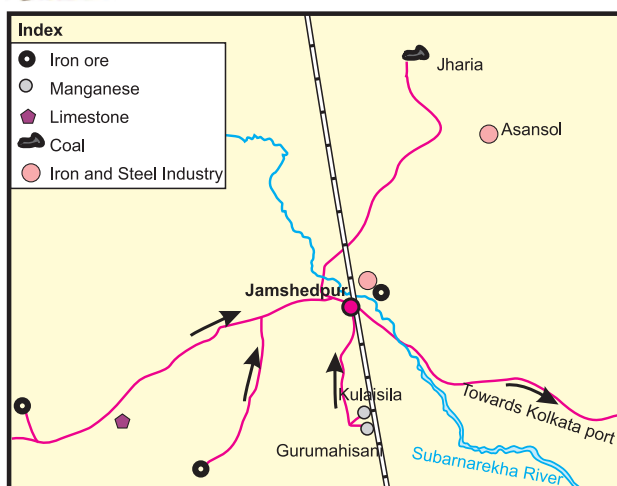 Index
Iron ore
Manganese
Limestone
Coal
Iron and Steel Industry
Jharia
Asansol
Jamshedpur
Kulaisila
Gurumahisani
Towards Kolkata port
Subarnarekha River